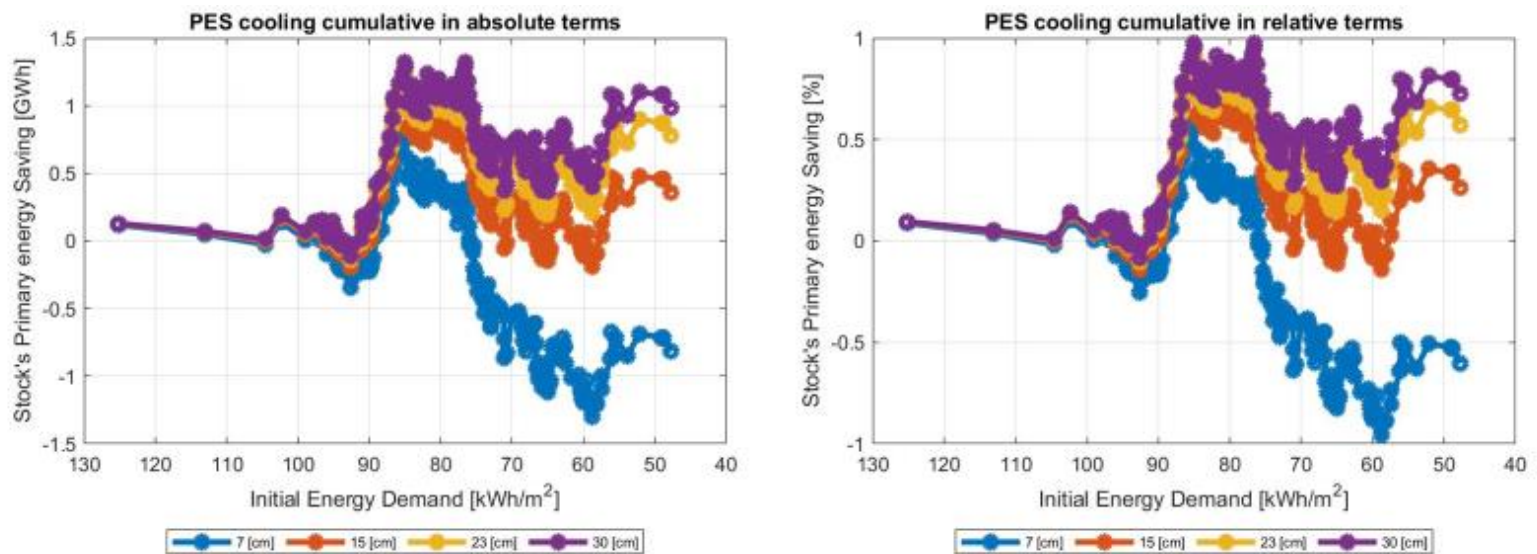 PES cooling cumulative in absolute terms
Stock's Primary energy Saving [GWh]
1.5
1
0.5
0
-0.5
-1
-1.5
130 120 110 100 90 80 70 60 50 40
Initial Energy Demand [kWh/m²]
7 [cm] 15 [cm] 23 [cm] 30 [cm]
PES cooling cumulative in relative terms
Stock's Primary energy Saving [%]
1
0.5
0
-0.5
-1
130 120 110 100 90 80 70 60 50 40
Initial Energy Demand [kWh/m²]
7 [cm] 15 [cm] 23 [cm] 30 [cm]